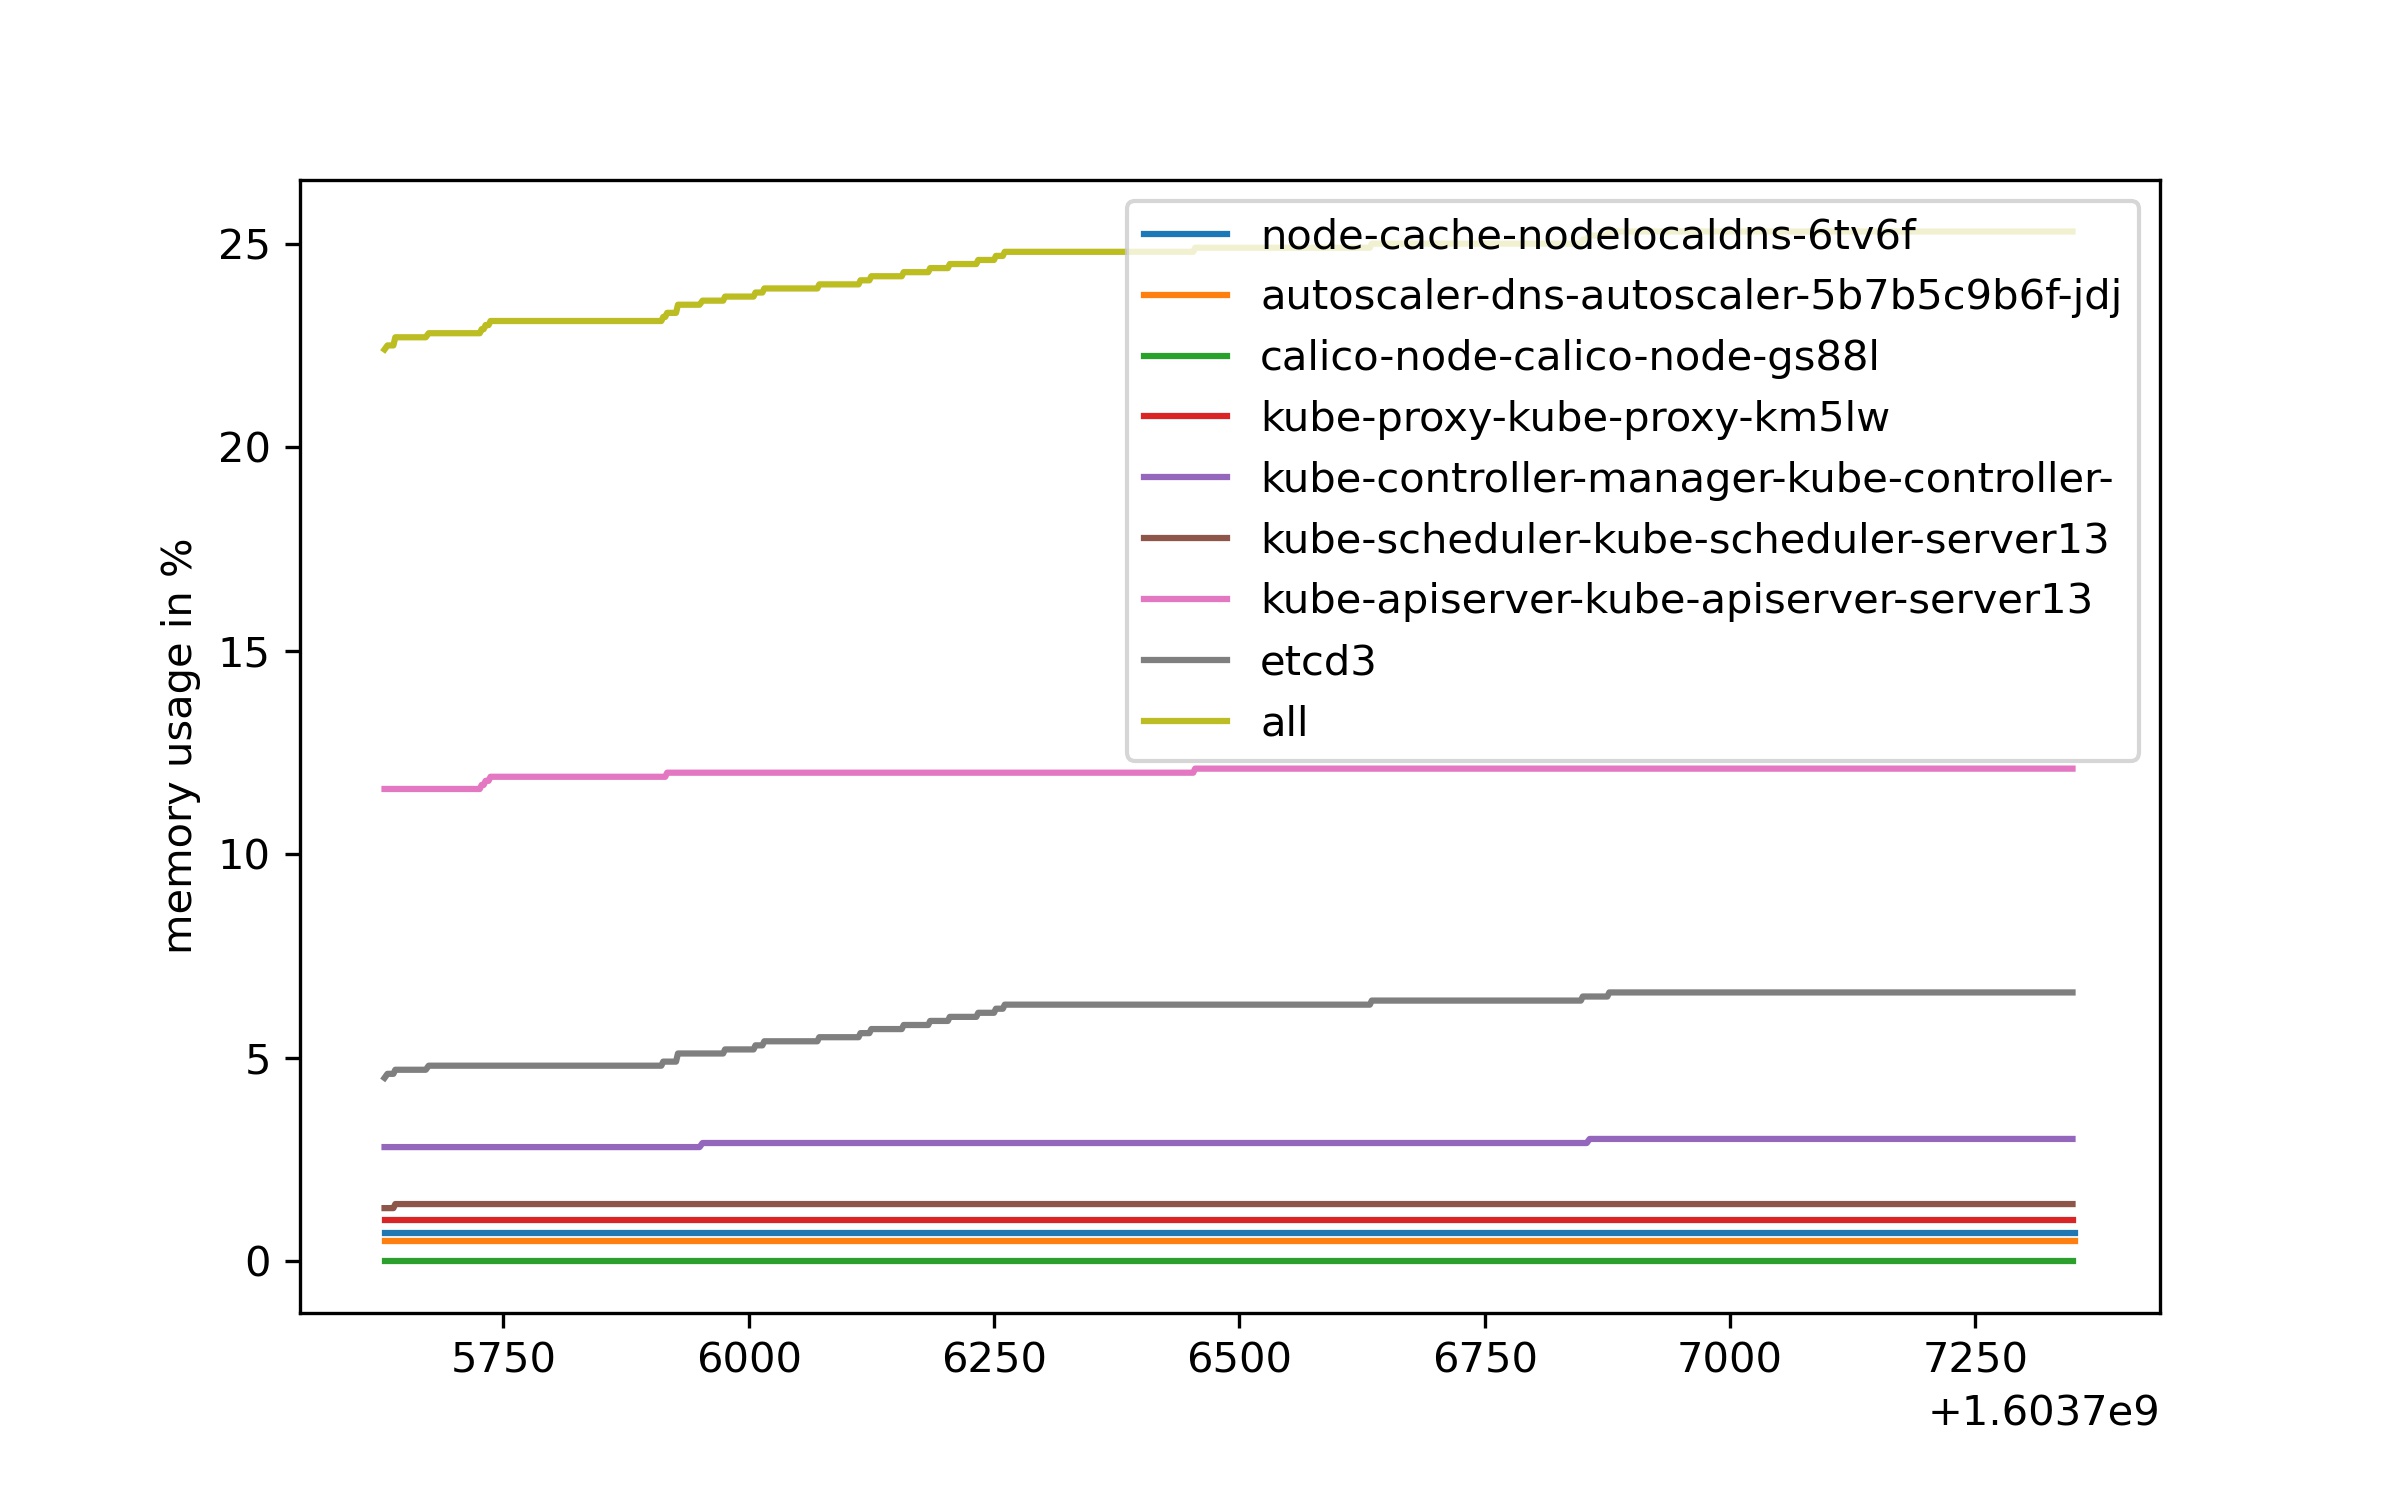 memory usage in %
25
20
15
10
5
0
node-cache-nodelocaldns-6tv6f
autoscaler-dns-autoscaler-5b7b5c9b6f-jdj
calico-node-calico-node-gs88l
kube-proxy-kube-proxy-km5lw
kube-controller-manager-kube-controller-
kube-scheduler-kube-scheduler-server13
kube-apiserver-kube-apiserver-server13
etcd3
all
5750 6000 6250 6500 6750 7000 7250
+1.6037e9